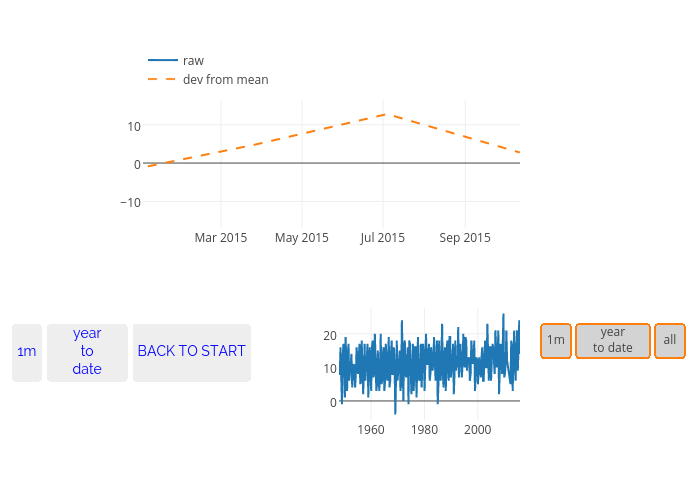 raw
dev from mean
10
0
−10
Mar 2015
May 2015
Jul 2015
Sep 2015
1m
year
to
date
BACK TO START
20
10
0
1960
1980
2000
1m
year
to date
all